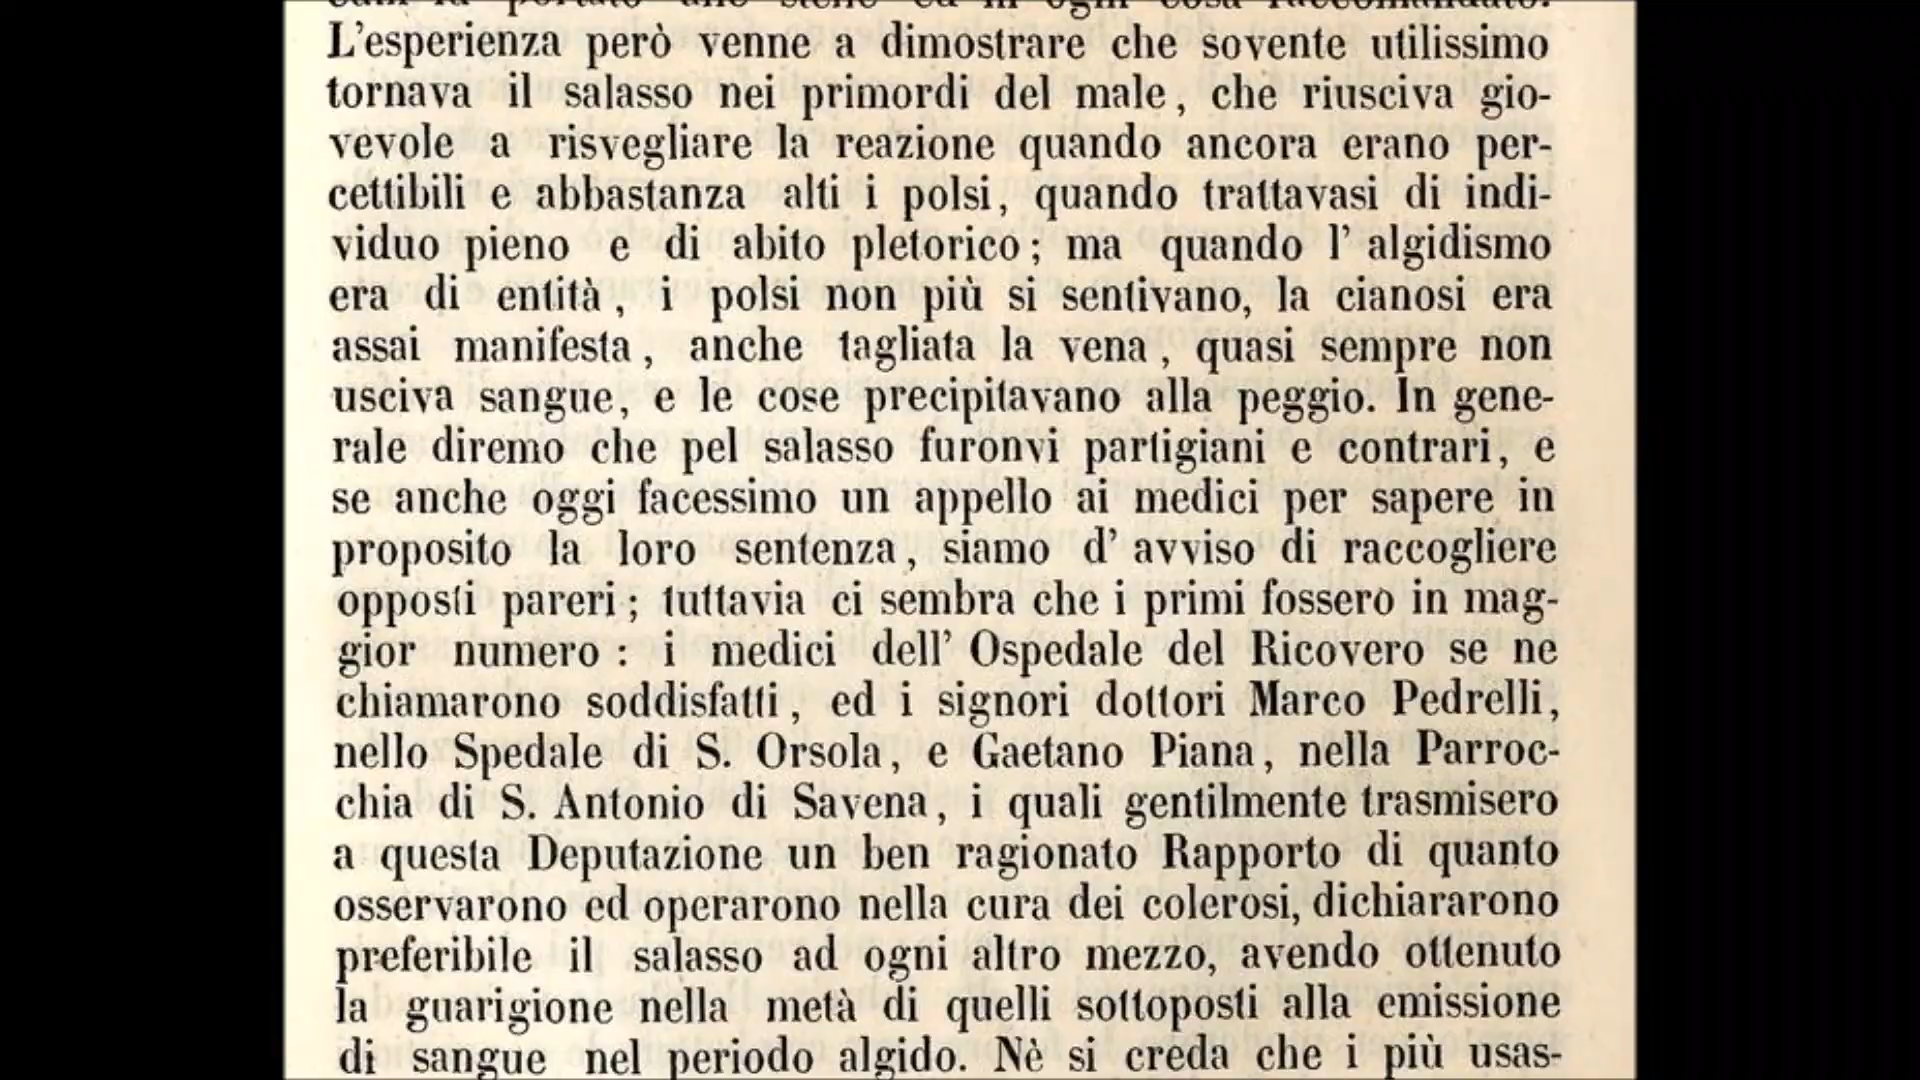 L'esperienza però venne a dimostrare che sovente utilissimo
tornava il salasso nei primordi del male, che riusciva gio-
vevole a risvegliare la reazione quando ancora erano per-
cettibili e abbastanza alti i polsi, quando trattavasi di indi-
viduo pieno e di abito pletorico; ma quando l'algidismo
era di entità, i polsi non più si sentivano, la cianosi era
assai manifesta, anche tagliata la vena, quasi sempre non
usciva sangue, e le cose precipitavano alla peggio. In gene-
rale diremo che pel salasso furonvi partigiani e contrari, e
se anche oggi facessimo un appello ai medici per sapere in
proposito la loro sentenza, siamo d'avviso di raccogliere
opposti pareri; tuttavia ci sembra che i primi fossero in mag-
gior numero: i medici dell'Ospedale del Ricovero se ne
chiamarono soddisfatti, ed i signori dottori Marco Pedrelli,
nello Spedale di S. Orsola, e Gaetano Piana, nella Parroc-
chia di S. Antonio di Savena, i quali gentilmente trasmisero
a questa Deputazione un ben ragionato Rapporto di quanto
osservarono ed operarono nella cura dei colerosi, dichiararono
preferibile il salasso ad ogni altro mezzo, avendo ottenuto
la guarigione nella metà di quelli sottoposti alla emissione
di sangue nel periodo algido. Nè si creda che i più usas-